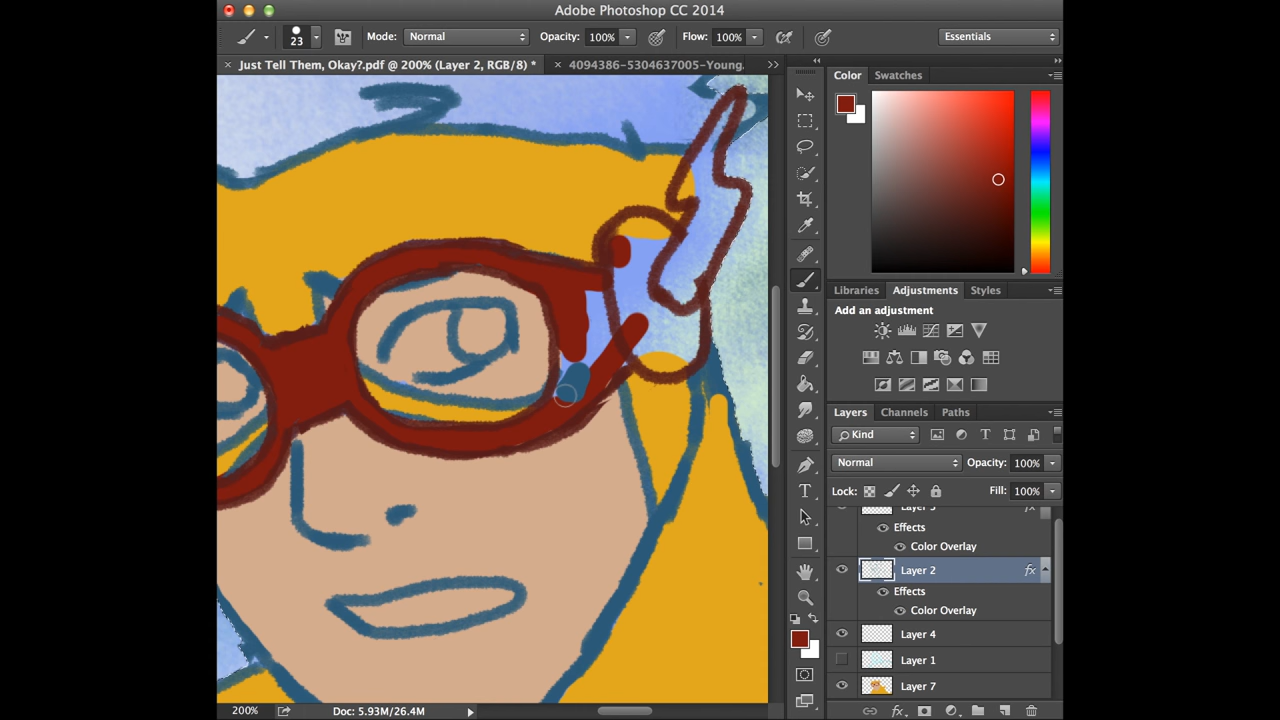 Adobe Photoshop CC 2014
23 Mode: Normal Opacity: 100% Flow: 100% Essentials
Just Tell Them, Okay?.pdf @ 200% (Layer 2, RGB/8) * 4094386-5304637005-Young
Color Swatches
Libraries Adjustments Styles
Add an adjustment
Layers Channels Paths
Kind
Normal Opacity: 100%
Lock: Fill: 100%
Effects
Color Overlay
Layer 2 fx
Effects
Color Overlay
Layer 4
Layer 1
Layer 7
200% Doc: 5.93M/26.4M